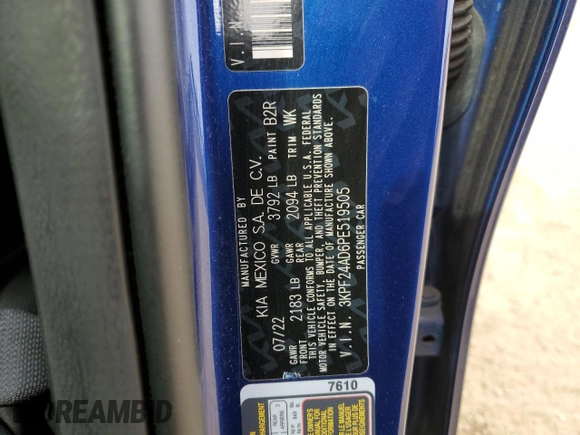 V.I.N.
MANUFACTURED BY
KIA MEXICO S.A. DE C.V.
07/22 GVWR 3792 LB PAINT B2R
GAWR FRONT 2183 LB GAWR REAR 2094 LB TRIM WK
THIS VEHICLE CONFORMS TO ALL APPLICABLE U.S.A. FEDERAL
MOTOR VEHICLE SAFETY, BUMPER, AND THEFT PREVENTION STANDARDS
IN EFFECT ON THE DATE OF MANUFACTURE SHOWN ABOVE.
V.I.N. 3KPF24AD6PE519505
PASSENGER CAR
7610
REAR
DREAMBID